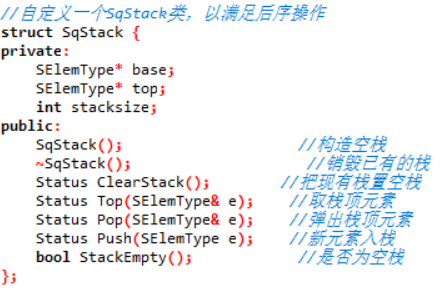 //自定义一个SqStack类，以满足后序操作
struct SqStack {
private:
    SElemType* base;
    SElemType* top;
    int stacksize;
public:
    SqStack();                    //构造空栈
    ~SqStack();                    //销毁已有的栈
    Status ClearStack();        //把现有栈置空栈
    Status Top(SElemType& e);    //取栈顶元素
    Status Pop(SElemType& e);    //弹出栈顶元素
    Status Push(SElemType e);    //新元素入栈
    bool StackEmpty();            //是否为空栈
};